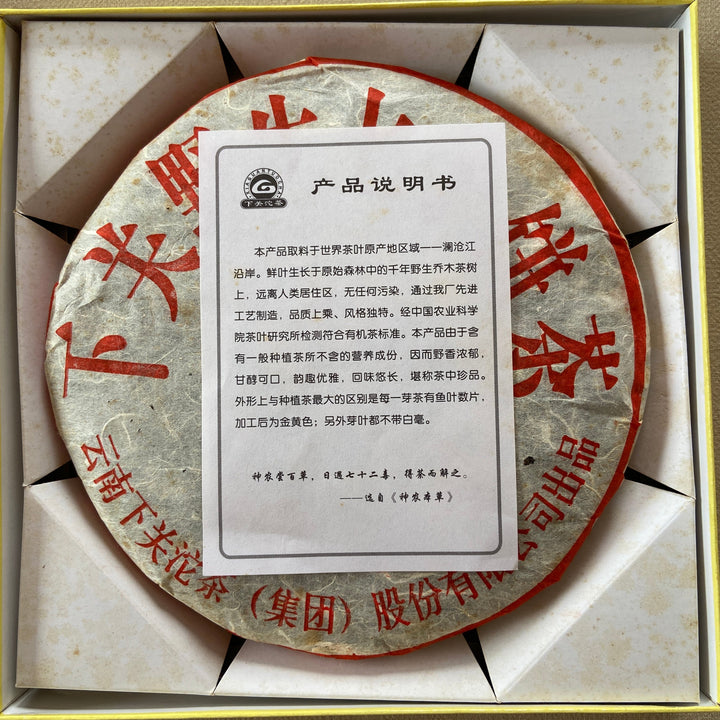 下关野生
饼茶
云南下关沱茶(集团)股份有限公司出品
下关沱茶
产品说明书
本产品取料于世界茶叶原产地区域——澜沧江
沿岸。鲜叶生长于原始森林中的千年野生乔木茶树
上,远离人类居住区,无任何污染,通过我厂先进
工艺制造,品质上乘、风格独特。经中国农业科学
院茶叶研究所检测符合有机茶标准。本产品由于含
有一般种植茶所不含的营养成份,因而野香浓郁,
甘醇可口,韵趣优雅,回味悠长,堪称茶中珍品。
外形上与种植茶最大的区别是每一芽茶有鱼叶数片,
加工后为金黄色;另外芽叶都不带白毫。
神农尝百草,日遇七十二毒,得茶而解之。
——选自《神农本草》